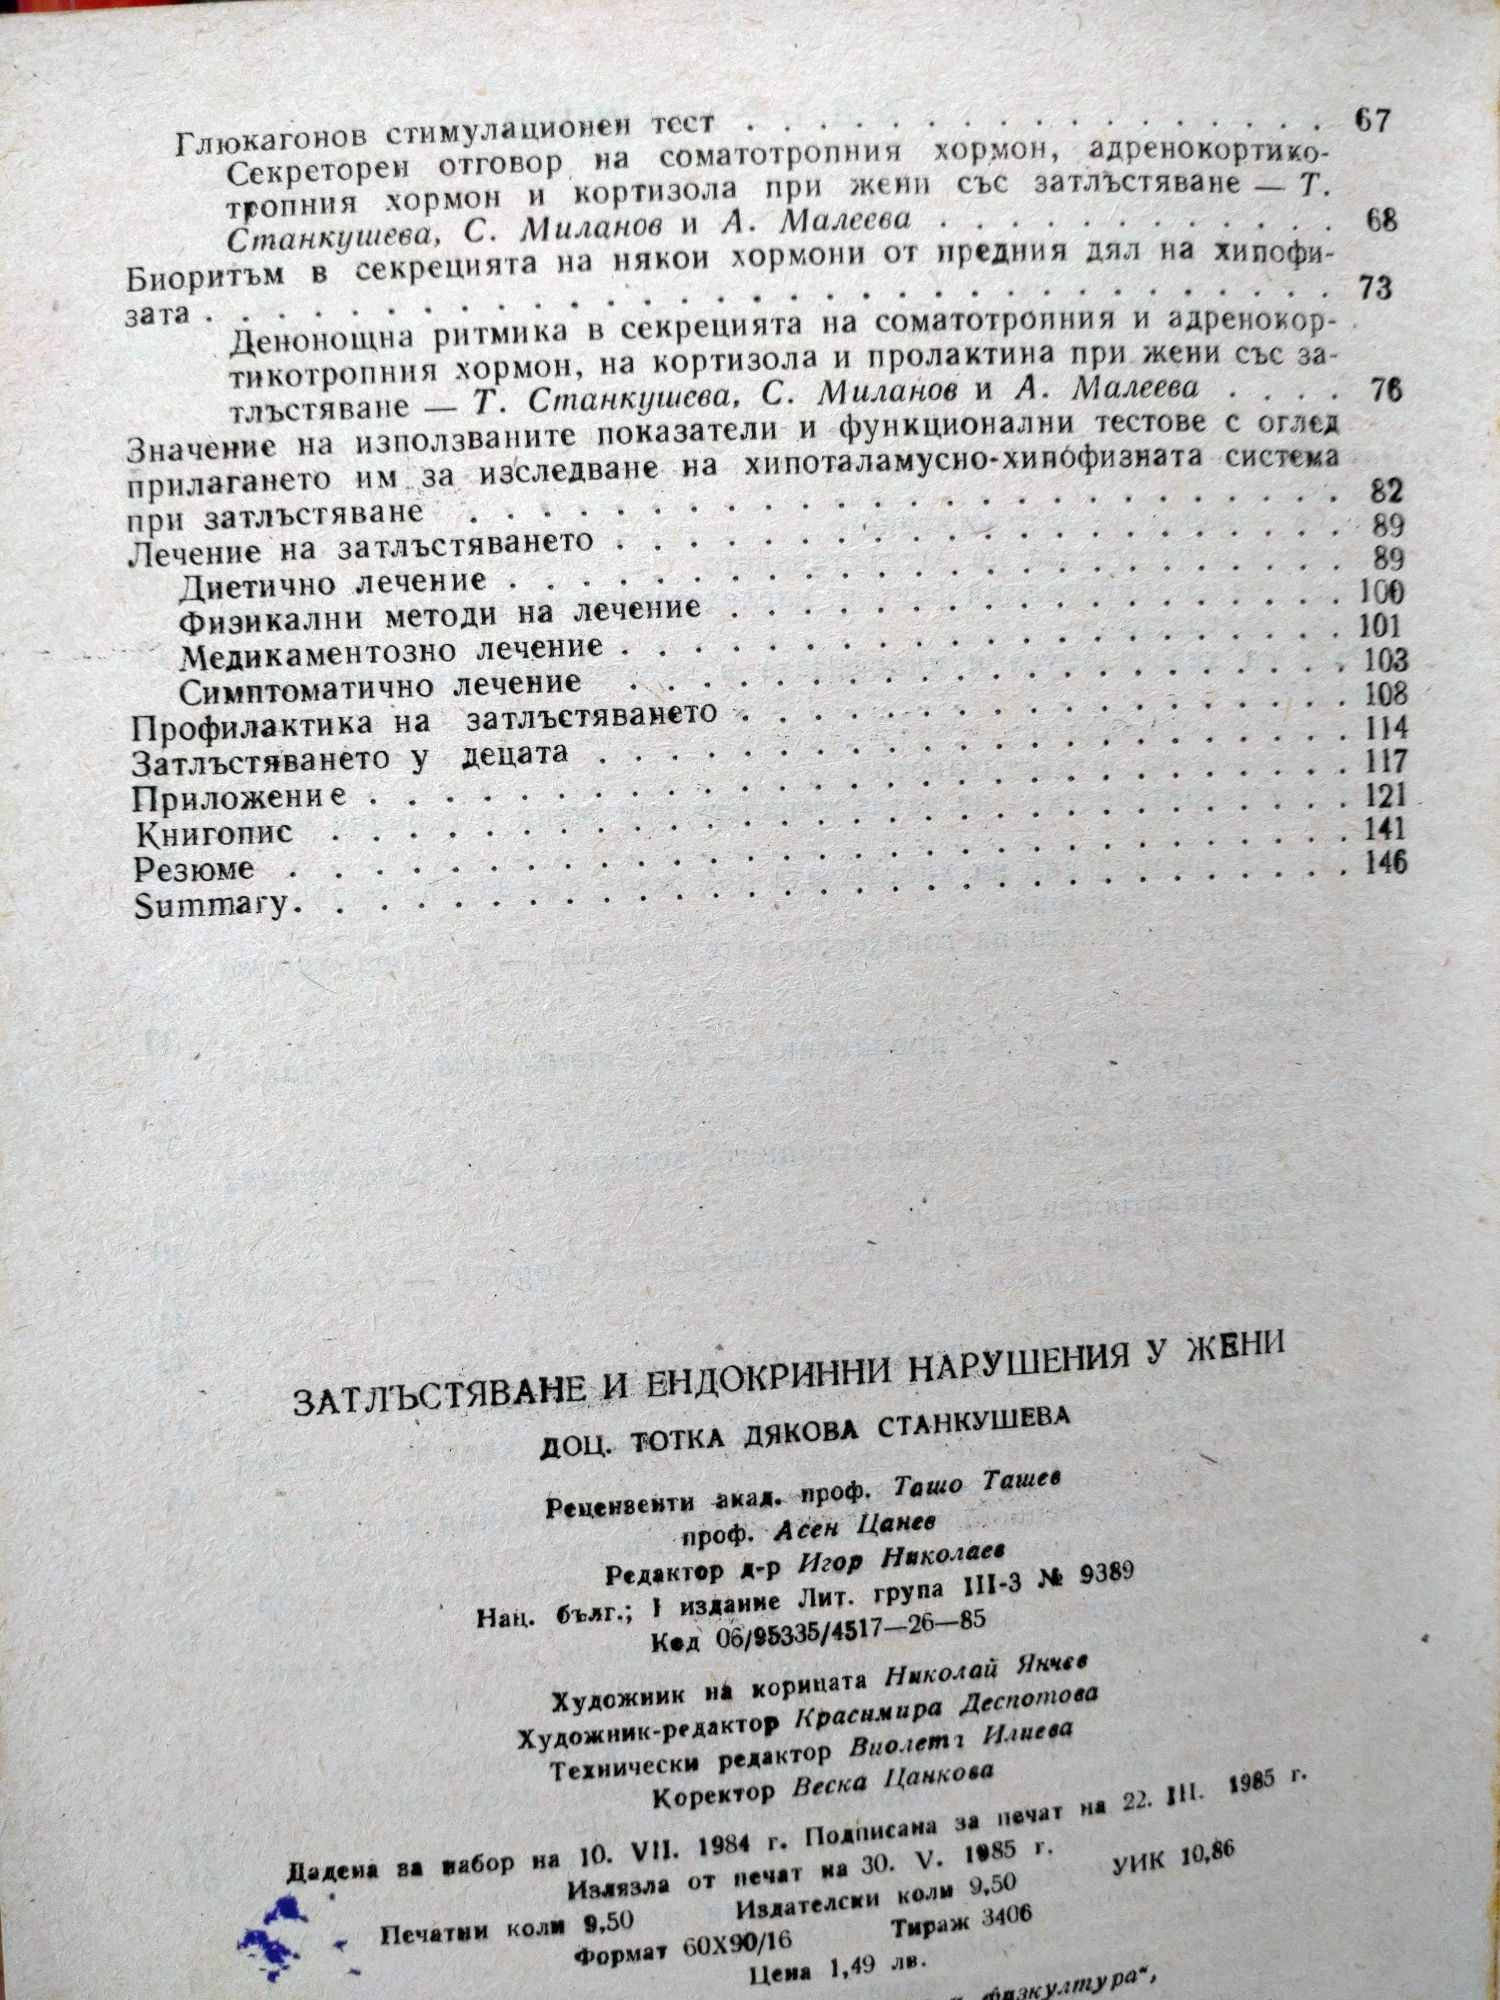 Глюкагонов стимулационен тест . . . . . . . . . . . . . . . . . 67
Секреторен отговор на соматотропния хормон, адренокортико-
тропния хормон и кортизола при жени със затлъстяване — Т.
Станкушева, С. Миланов и А. Малеева . . . . . . . . . . . . 68
Биоритъм в секрецията на някои хормони от предния дял на хипофи-
зата . . . . . . . . . . . . . . . . . . . . . . . . . . . . . 73
Денонощна ритмика в секрецията на соматотропния и адренокор-
тикотропния хормон, на кортизола и пролактина при жени със за-
тлъстяване — Т. Станкушева, С. Миланов и А. Малеева . . . . 76
Значение на използваните показатели и функционални тестове с оглед
прилагането им за изследване на хипоталамусно-хипофизната система
при затлъстяване . . . . . . . . . . . . . . . . . . . . . . . 82
Лечение на затлъстяването . . . . . . . . . . . . . . . . . . . 89
Диетично лечение . . . . . . . . . . . . . . . . . . . . . . . 89
Физикални методи на лечение . . . . . . . . . . . . . . . . . 100
Медикаментозно лечение . . . . . . . . . . . . . . . . . . . . 101
Симптоматично лечение . . . . . . . . . . . . . . . . . . . . 103
Профилактика на затлъстяването . . . . . . . . . . . . . . . . 108
Затлъстяването у децата . . . . . . . . . . . . . . . . . . . . 114
Приложение . . . . . . . . . . . . . . . . . . . . . . . . . . 117
Книгопис . . . . . . . . . . . . . . . . . . . . . . . . . . . 121
Резюме . . . . . . . . . . . . . . . . . . . . . . . . . . . . 141
Summary. . . . . . . . . . . . . . . . . . . . . . . . . . . . 146
ЗАТЛЪСТЯВАНЕ И ЕНДОКРИННИ НАРУШЕНИЯ У ЖЕНИ
ДОЦ. ТОТКА ДЯКОВА СТАНКУШЕВА
Рецензенти акад. проф. Ташо Ташев
проф. Асен Цанев
Редактор д-р Игор Николаев
Нац. бълг.; I издание Лит. група III-3 № 9389
Код 06/95335/4517—26—85
Художник на корицата Николай Янчев
Художник-редактор Красимира Деспотова
Технически редактор Виолета Илиева
Коректор Веска Цанкова
Дадена за набор на 10. VII. 1984 г. Подписана за печат на 22. III. 1985 г.
Излязла от печат на 30. V. 1985 г.
Печатни коли 9,50 Издателски коли 9,50 УИК 10,86
Формат 60X90/16 Тираж 3406
Цена 1,49 лв.
физкултура“,